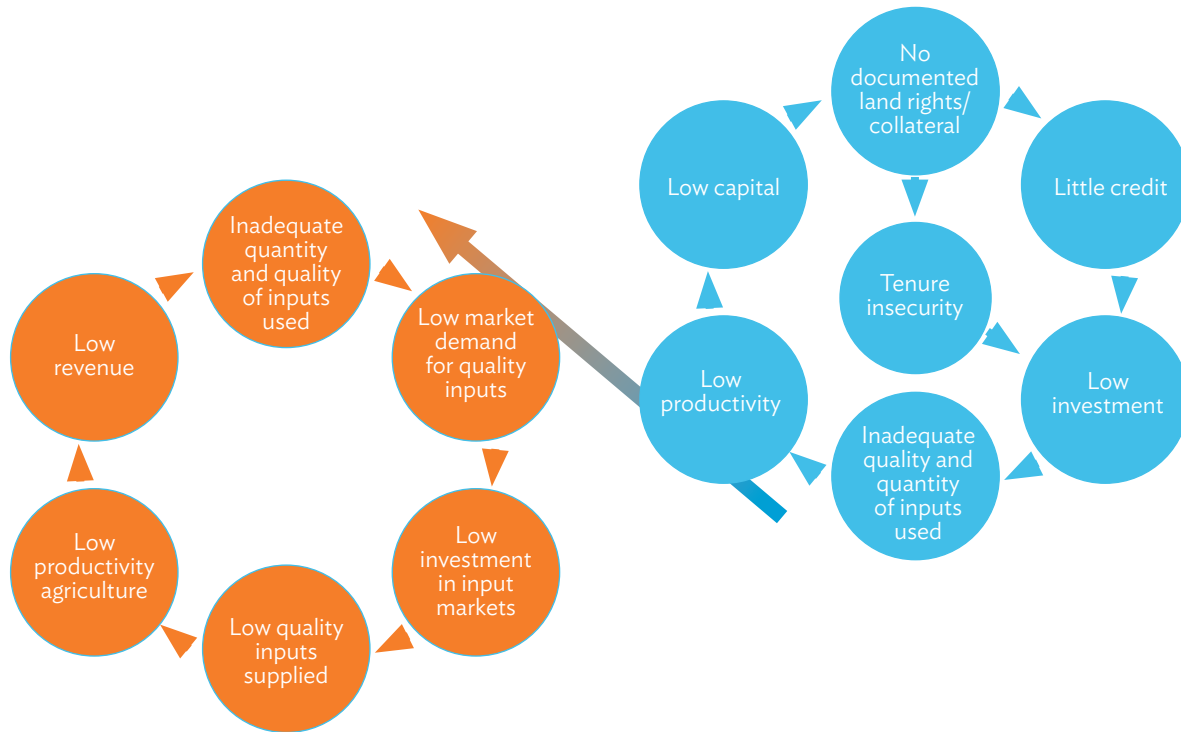 Inadequate
quantity
and quality
of inputs
used
Low market
demand
for quality
inputs
Low
investment
in input
markets
Low quality
inputs
supplied
Low
productivity
agriculture
Low
revenue
No
documented
land rights/
collateral
Little credit
Tenure
insecurity
Low
investment
Inadequate
quality and
quantity
of inputs
used
Low
productivity
Low capital